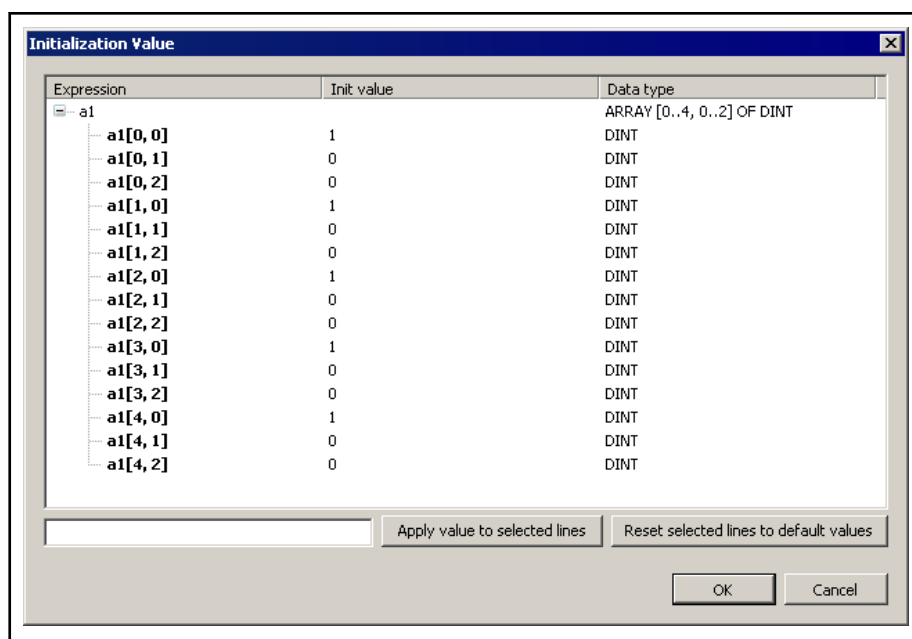 Initialization Value
Expression Init value Data type
a1 ARRAY [0..4, 0..2] OF DINT
a1[0, 0] 1 DINT
a1[0, 1] 0 DINT
a1[0, 2] 0 DINT
a1[1, 0] 1 DINT
a1[1, 1] 0 DINT
a1[1, 2] 0 DINT
a1[2, 0] 1 DINT
a1[2, 1] 0 DINT
a1[2, 2] 0 DINT
a1[3, 0] 1 DINT
a1[3, 1] 0 DINT
a1[3, 2] 0 DINT
a1[4, 0] 1 DINT
a1[4, 1] 0 DINT
a1[4, 2] 0 DINT
Apply value to selected lines Reset selected lines to default values
OK Cancel